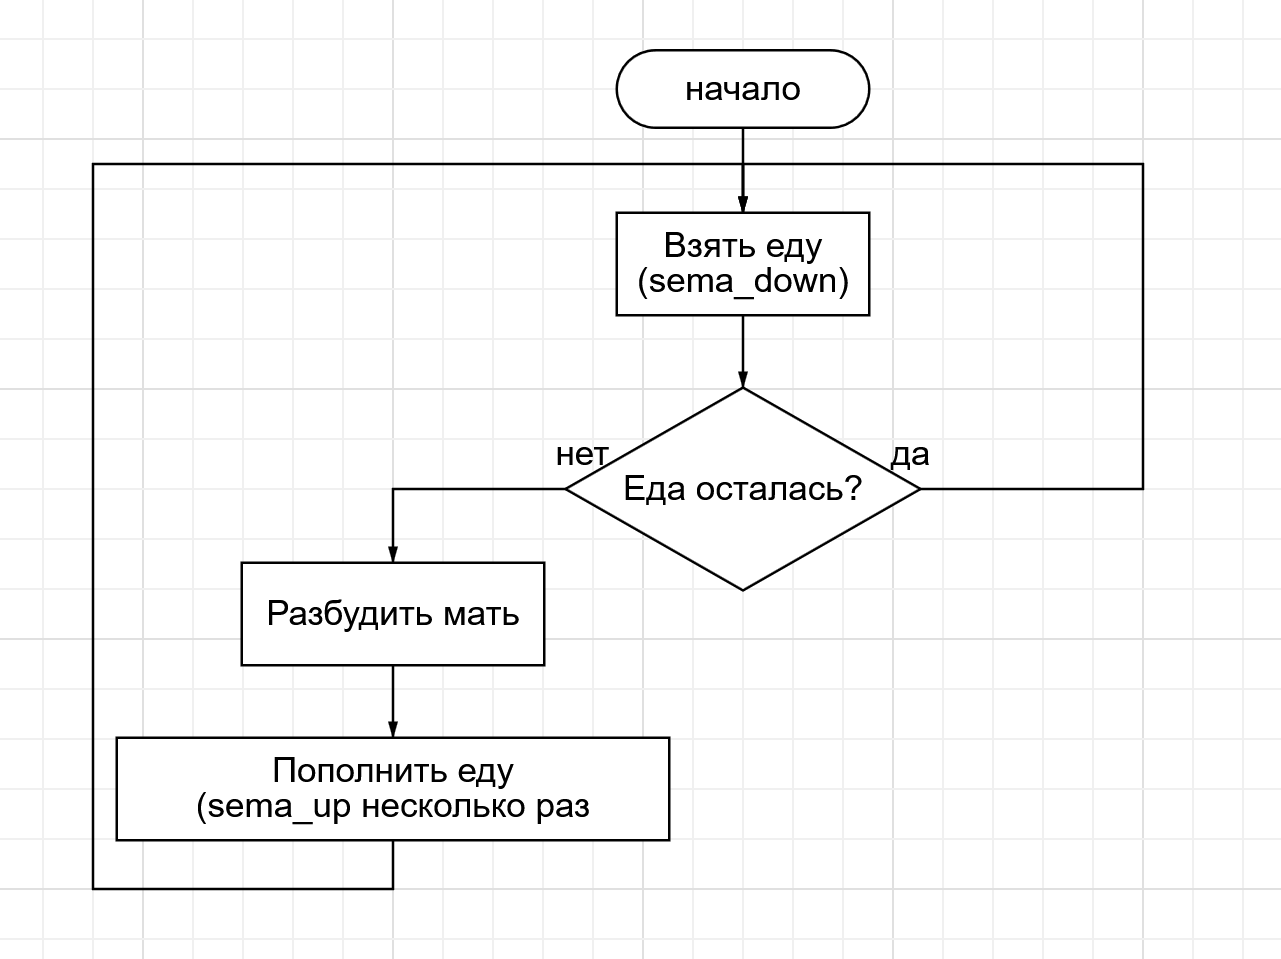 начало
Взять еду
(sema_down)
нет
да
Еда осталась?
Разбудить мать
Пополнить еду
(sema_up несколько раз